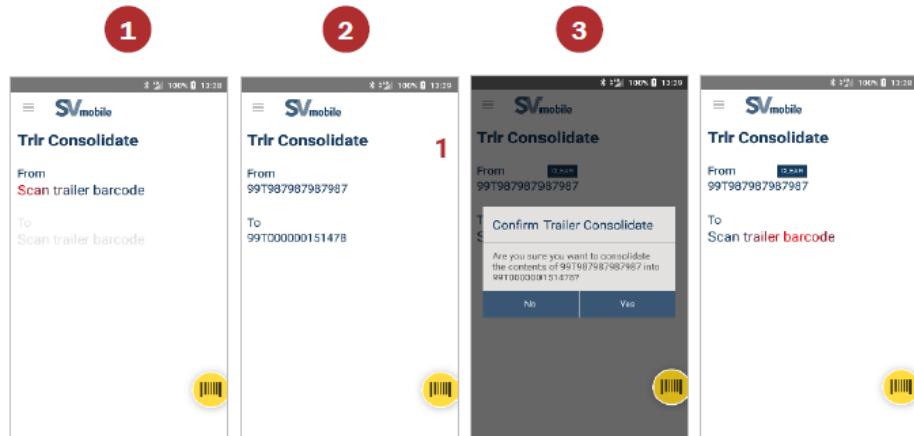 1
2
3
100% 13:28
SVmobile
Trlr Consolidate
From
Scan trailer barcode
To
Scan trailer barcode
100% 13:29
SVmobile
Trlr Consolidate
1
From
99T987987987987
To
99T000000151478
100% 13:29
SVmobile
Trlr Consolidate
From CLEAR
99T987987987987
Confirm Trailer Consolidate
Are you sure you want to consolidate
the contents of 99T987987987987 into
99T000000151478?
No Yes
100% 13:28
SVmobile
Trlr Consolidate
From CLEAR
99T987987987987
To
Scan trailer barcode